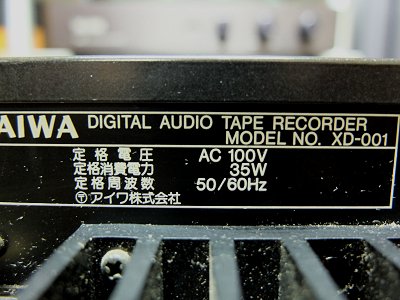 AIWA DIGITAL AUDIO TAPE RECORDER
MODEL NO. XD-001
定格電圧 AC 100V
定格消費電力 35W
定格周波数 50/60Hz
〒アイワ株式会社